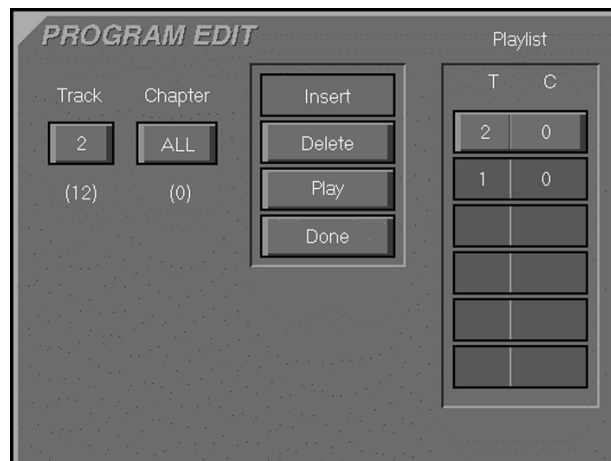 PROGRAM EDIT
Playlist
T C
Track Chapter
Insert
2 ALL
Delete
2 0
(12) (0)
Play
1 0
Done